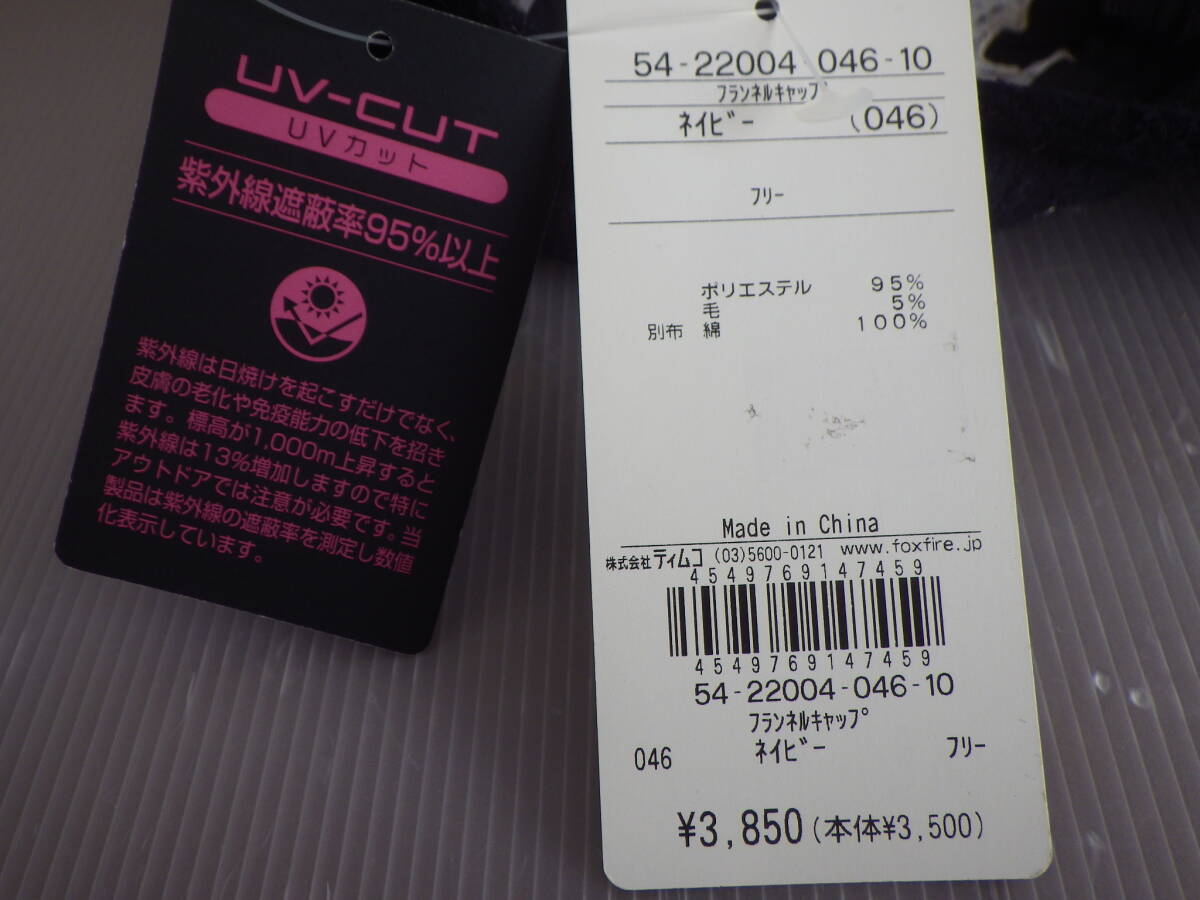 UV-CUT
UVカット
紫外線遮蔽率95%以上
紫外線は日焼けを起こすだけでなく、
皮膚の老化や免疫能力の低下を招き
ます。標高が1,000m上昇すると
紫外線は13%増加しますので特に
アウトドアでは注意が必要です。当
製品は紫外線の遮蔽率を測定し数値
化表示しています。
54-22004 046-10
フランネルキャップ
ネイビー (046)
フリー
ポリエステル 95%
毛 5%
別布 綿 100%
Made in China
株式会社 ティムコ (03)5600-0121 www.foxfire.jp
4549769147459
4549769147459
54-22004-046-10
フランネルキャップ
046 ネイビー フリー
¥3,850(本体¥3,500)